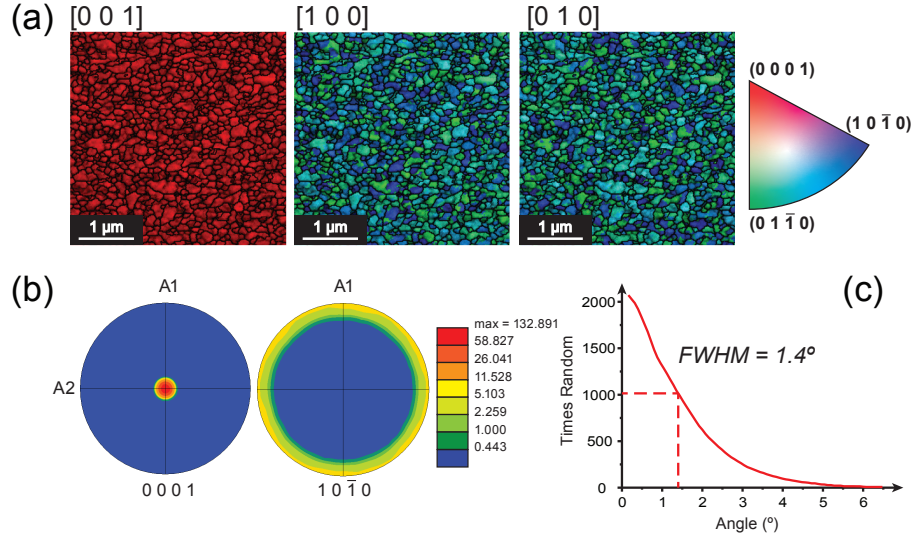 (a)
[0 0 1]
[1 0 0]
[0 1 0]
1 µm
1 µm
1 µm
(0 0 0 1)
(1 0 1̄ 0)
(0 1 1̄ 0)
(b)
A1
A2
0 0 0 1
A1
1 0 1̄ 0
max = 132.891
58.827
26.041
11.528
5.103
2.259
1.000
0.443
(c)
FWHM = 1.4º
Times Random
2000
1500
1000
500
0
0 1 2 3 4 5 6
Angle (º)